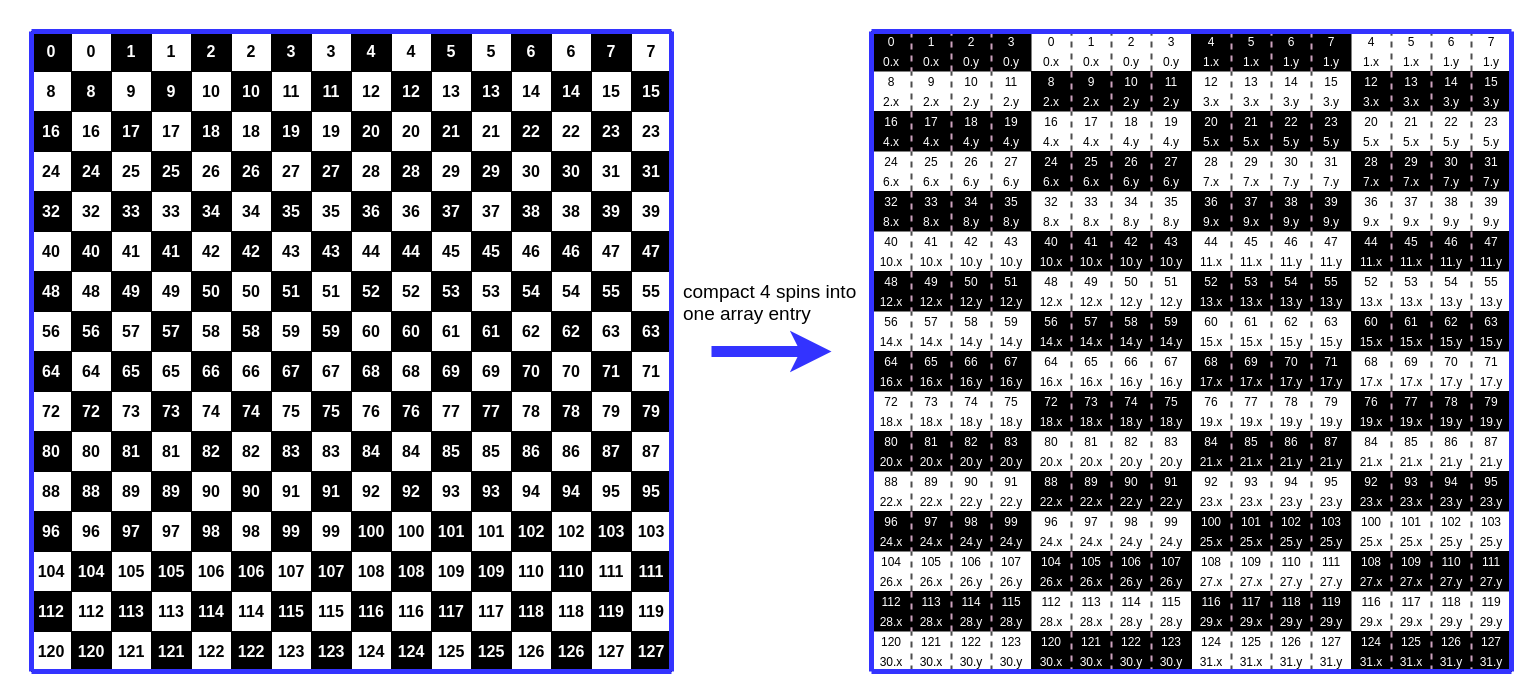 0 0 1 1 2 2 3 3 4 4 5 5 6 6 7 7
8 8 9 9 10 10 11 11 12 12 13 13 14 14 15 15
16 16 17 17 18 18 19 19 20 20 21 21 22 22 23 23
24 24 25 25 26 26 27 27 28 28 29 29 30 30 31 31
32 32 33 33 34 34 35 35 36 36 37 37 38 38 39 39
40 40 41 41 42 42 43 43 44 44 45 45 46 46 47 47
48 48 49 49 50 50 51 51 52 52 53 53 54 54 55 55
56 56 57 57 58 58 59 59 60 60 61 61 62 62 63 63
64 64 65 65 66 66 67 67 68 68 69 69 70 70 71 71
72 72 73 73 74 74 75 75 76 76 77 77 78 78 79 79
80 80 81 81 82 82 83 83 84 84 85 85 86 86 87 87
88 88 89 89 90 90 91 91 92 92 93 93 94 94 95 95
96 96 97 97 98 98 99 99 100 100 101 101 102 102 103 103
104 104 105 105 106 106 107 107 108 108 109 109 110 110 111 111
112 112 113 113 114 114 115 115 116 116 117 117 118 118 119 119
120 120 121 121 122 122 123 123 124 124 125 125 126 126 127 127
compact 4 spins into
one array entry
0 1 2 3 0 1 2 3 4 5 6 7 4 5 6 7
0.x 0.x 0.y 0.y 0.x 0.x 0.y 0.y 1.x 1.x 1.y 1.y 1.x 1.x 1.y 1.y
8 9 10 11 8 9 10 11 12 13 14 15 12 13 14 15
2.x 2.x 2.y 2.y 2.x 2.x 2.y 2.y 3.x 3.x 3.y 3.y 3.x 3.x 3.y 3.y
16 17 18 19 16 17 18 19 20 21 22 23 20 21 22 23
4.x 4.x 4.y 4.y 4.x 4.x 4.y 4.y 5.x 5.x 5.y 5.y 5.x 5.x 5.y 5.y
24 25 26 27 24 25 26 27 28 29 30 31 28 29 30 31
6.x 6.x 6.y 6.y 6.x 6.x 6.y 6.y 7.x 7.x 7.y 7.y 7.x 7.x 7.y 7.y
32 33 34 35 32 33 34 35 36 37 38 39 36 37 38 39
8.x 8.x 8.y 8.y 8.x 8.x 8.y 8.y 9.x 9.x 9.y 9.y 9.x 9.x 9.y 9.y
40 41 42 43 40 41 42 43 44 45 46 47 44 45 46 47
10.x 10.x 10.y 10.y 10.x 10.x 10.y 10.y 11.x 11.x 11.y 11.y 11.x 11.x 11.y 11.y
48 49 50 51 48 49 50 51 52 53 54 55 52 53 54 55
12.x 12.x 12.y 12.y 12.x 12.x 12.y 12.y 13.x 13.x 13.y 13.y 13.x 13.x 13.y 13.y
56 57 58 59 56 57 58 59 60 61 62 63 60 61 62 63
14.x 14.x 14.y 14.y 14.x 14.x 14.y 14.y 15.x 15.x 15.y 15.y 15.x 15.x 15.y 15.y
64 65 66 67 64 65 66 67 68 69 70 71 68 69 70 71
16.x 16.x 16.y 16.y 16.x 16.x 16.y 16.y 17.x 17.x 17.y 17.y 17.x 17.x 17.y 17.y
72 73 74 75 72 73 74 75 76 77 78 79 76 77 78 79
18.x 18.x 18.y 18.y 18.x 18.x 18.y 18.y 19.x 19.x 19.y 19.y 19.x 19.x 19.y 19.y
80 81 82 83 80 81 82 83 84 85 86 87 84 85 86 87
20.x 20.x 20.y 20.y 20.x 20.x 20.y 20.y 21.x 21.x 21.y 21.y 21.x 21.x 21.y 21.y
88 89 90 91 88 89 90 91 92 93 94 95 92 93 94 95
22.x 22.x 22.y 22.y 22.x 22.x 22.y 22.y 23.x 23.x 23.y 23.y 23.x 23.x 23.y 23.y
96 97 98 99 96 97 98 99 100 101 102 103 100 101 102 103
24.x 24.x 24.y 24.y 24.x 24.x 24.y 24.y 25.x 25.x 25.y 25.y 25.x 25.x 25.y 25.y
104 105 106 107 104 105 106 107 108 109 110 111 108 109 110 111
26.x 26.x 26.y 26.y 26.x 26.x 26.y 26.y 27.x 27.x 27.y 27.y 27.x 27.x 27.y 27.y
112 113 114 115 112 113 114 115 116 117 118 119 116 117 118 119
28.x 28.x 28.y 28.y 28.x 28.x 28.y 28.y 29.x 29.x 29.y 29.y 29.x 29.x 29.y 29.y
120 121 122 123 120 121 122 123 124 125 126 127 124 125 126 127
30.x 30.x 30.y 30.y 30.x 30.x 30.y 30.y 31.x 31.x 31.y 31.y 31.x 31.x 31.y 31.y